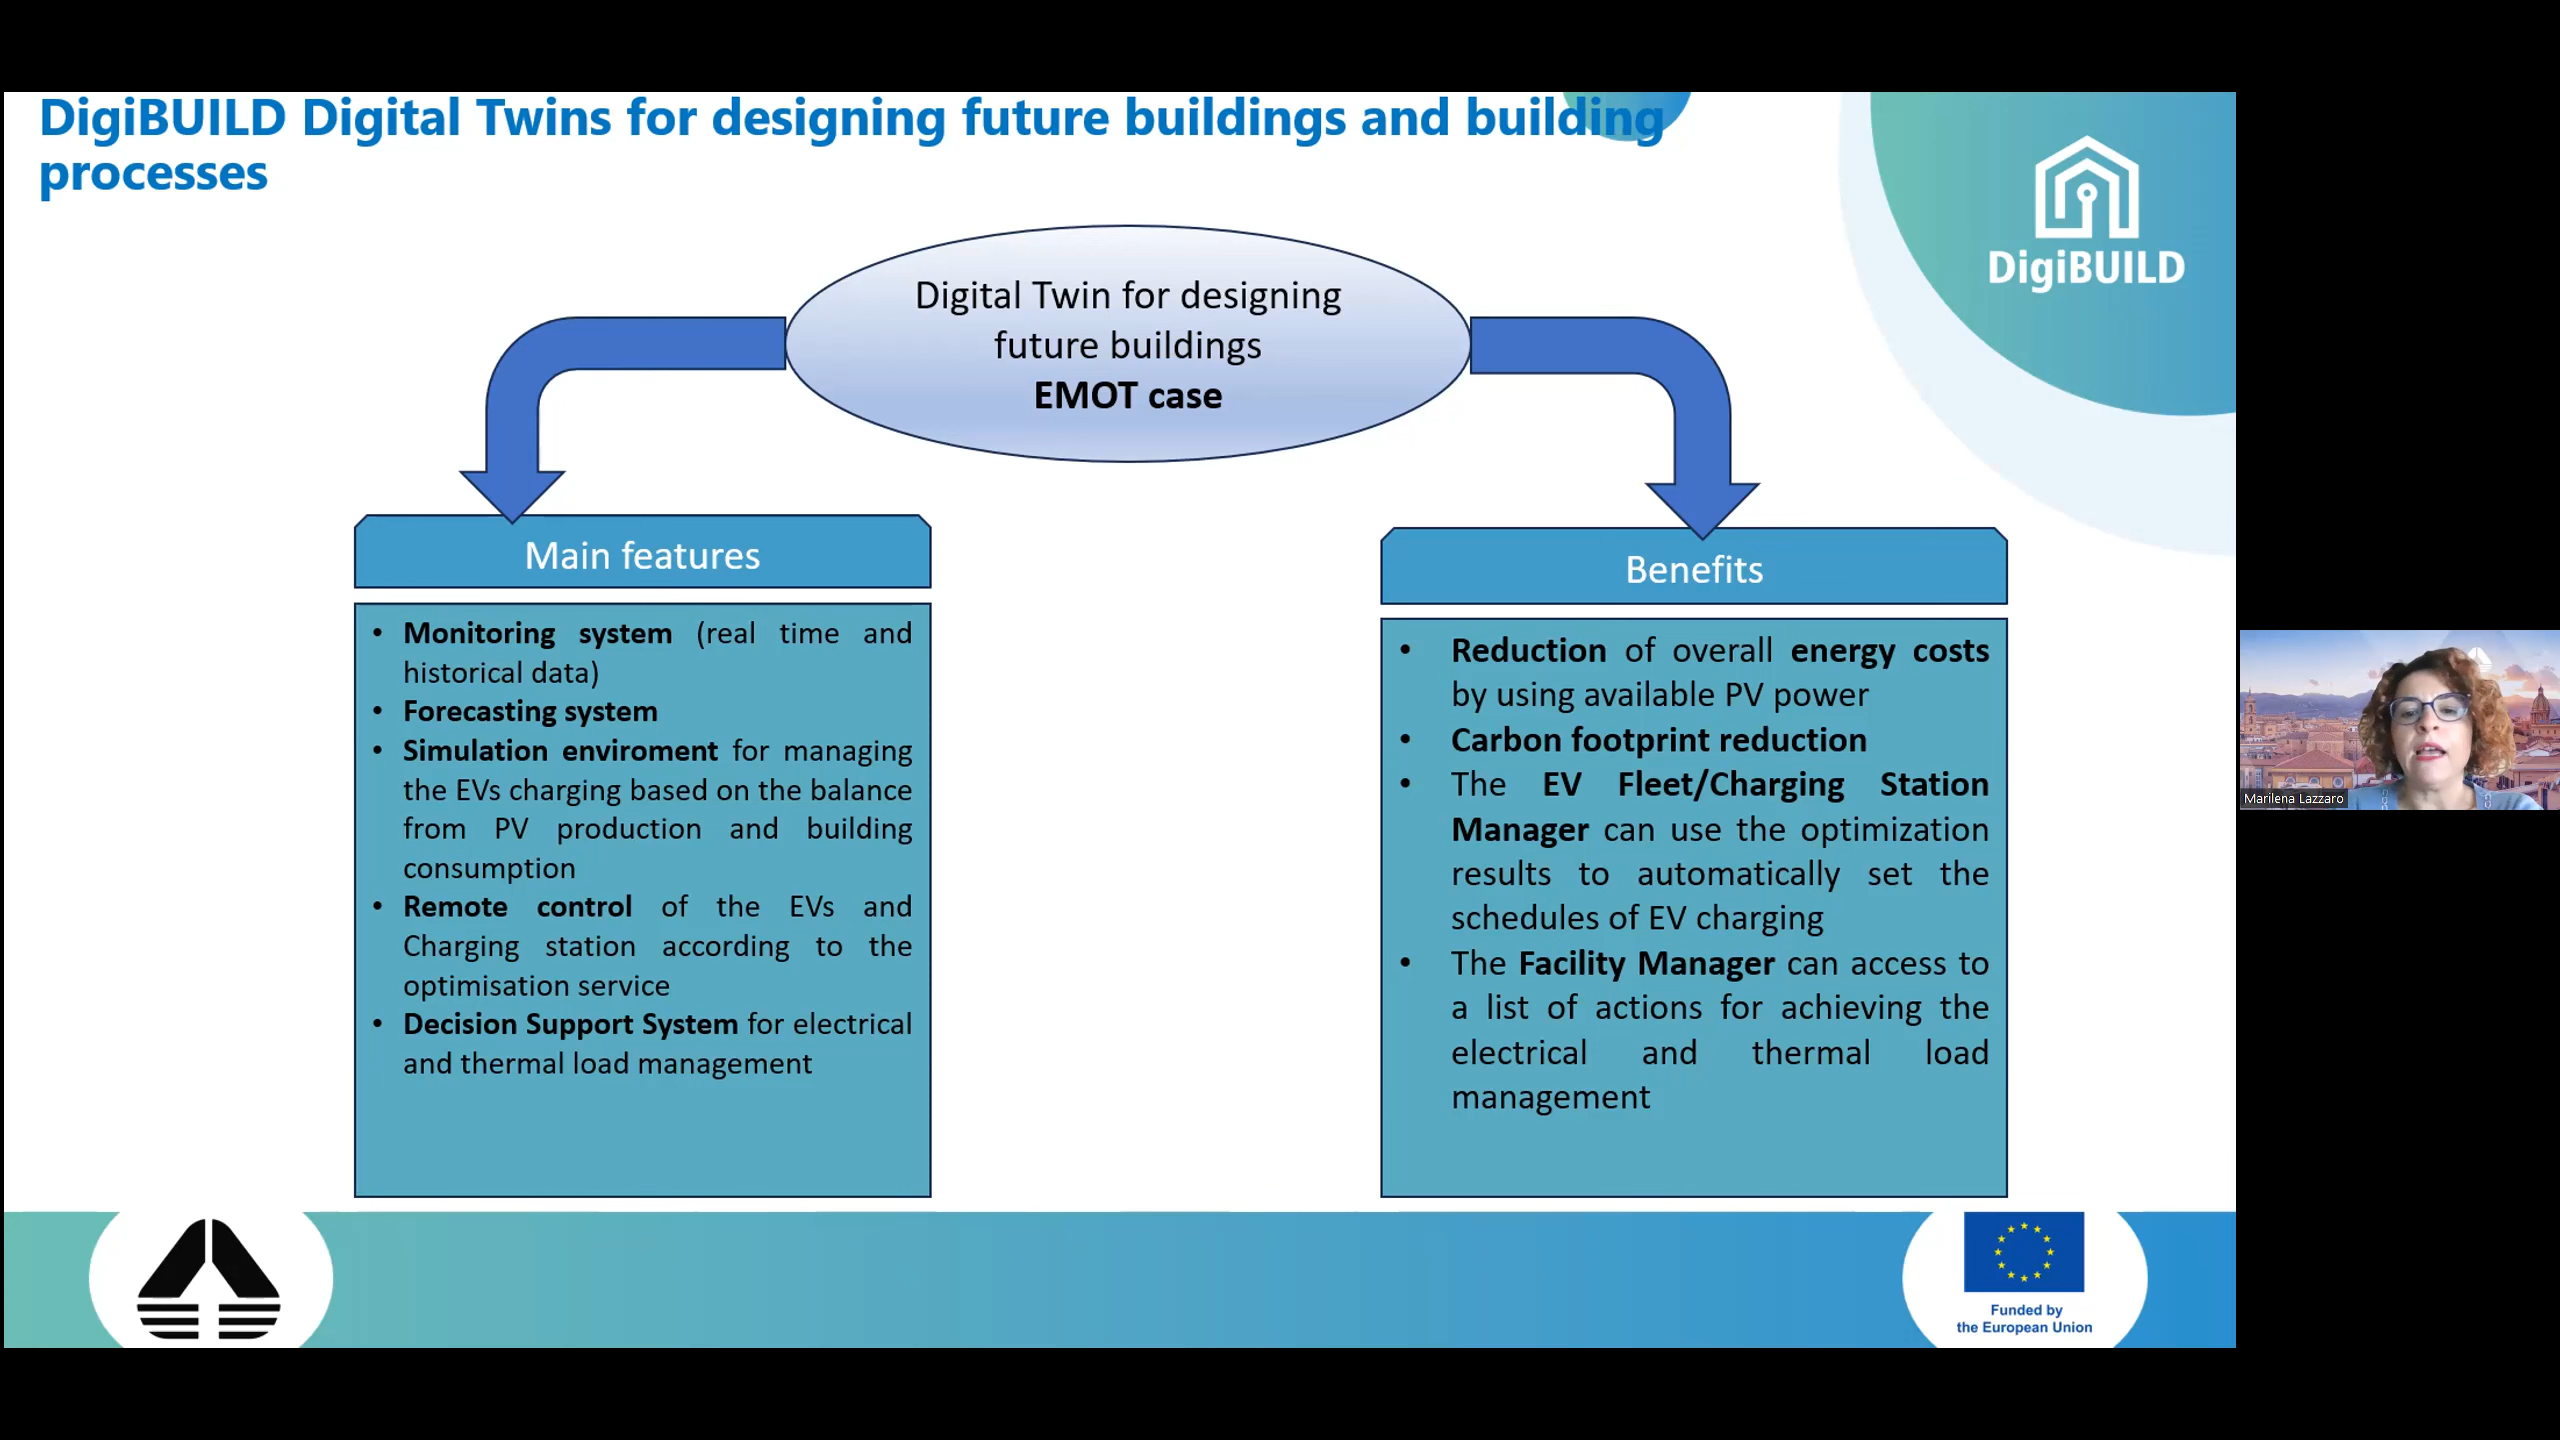 DigiBUILD Digital Twins for designing future buildings and building
processes
DigiBUILD
Digital Twin for designing
future buildings
EMOT case
Main features
• Monitoring system (real time and
historical data)
• Forecasting system
• Simulation enviroment for managing
the EVs charging based on the balance
from PV production and building
consumption
• Remote control of the EVs and
Charging station according to the
optimisation service
• Decision Support System for electrical
and thermal load management
Benefits
• Reduction of overall energy costs
by using available PV power
• Carbon footprint reduction
• The EV Fleet/Charging Station
Manager can use the optimization
results to automatically set the
schedules of EV charging
• The Facility Manager can access to
a list of actions for achieving the
electrical and thermal load
management
Marilena Lazzaro
Funded by
the European Union